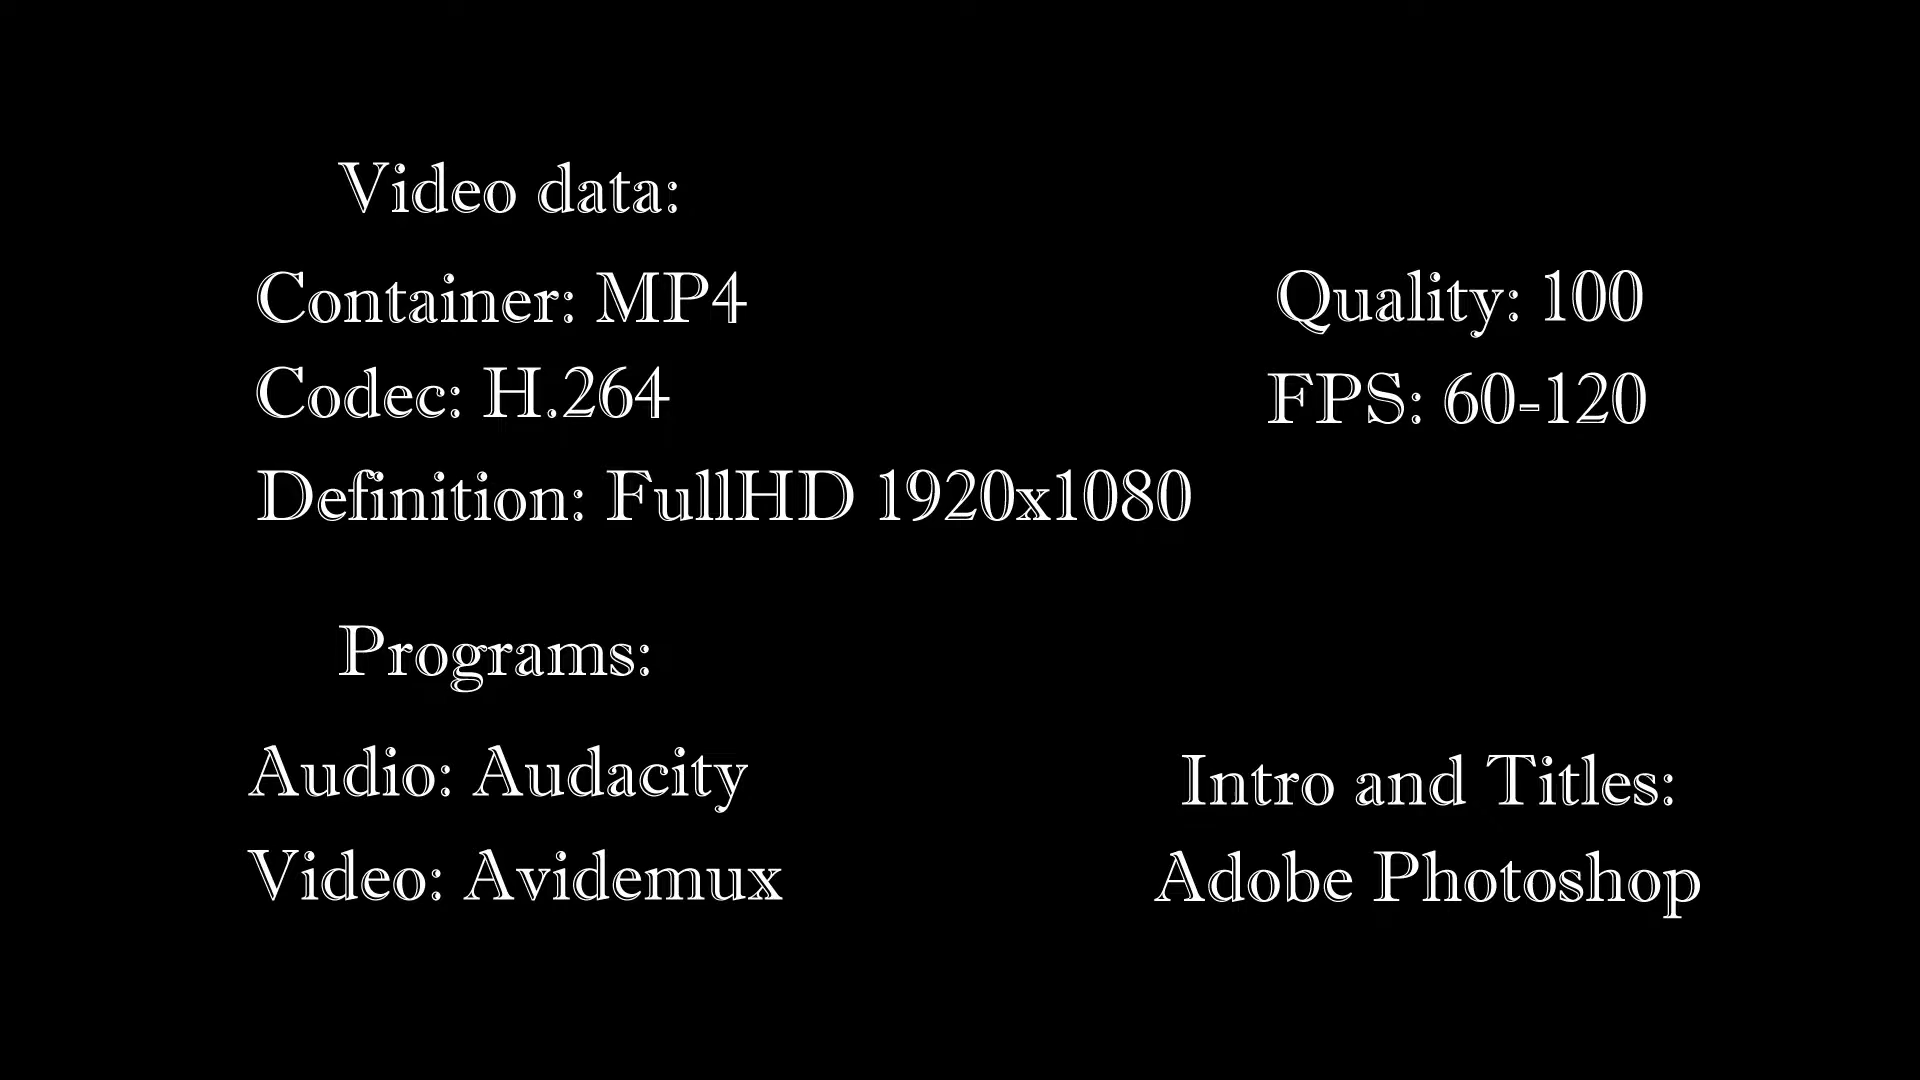 Video data:
Container: MP4
Quality: 100
Codec: H.264
FPS: 60-120
Definition: FullHD 1920x1080
Programs:
Audio: Audacity
Intro and Titles:
Video: Avidemux
Adobe Photoshop